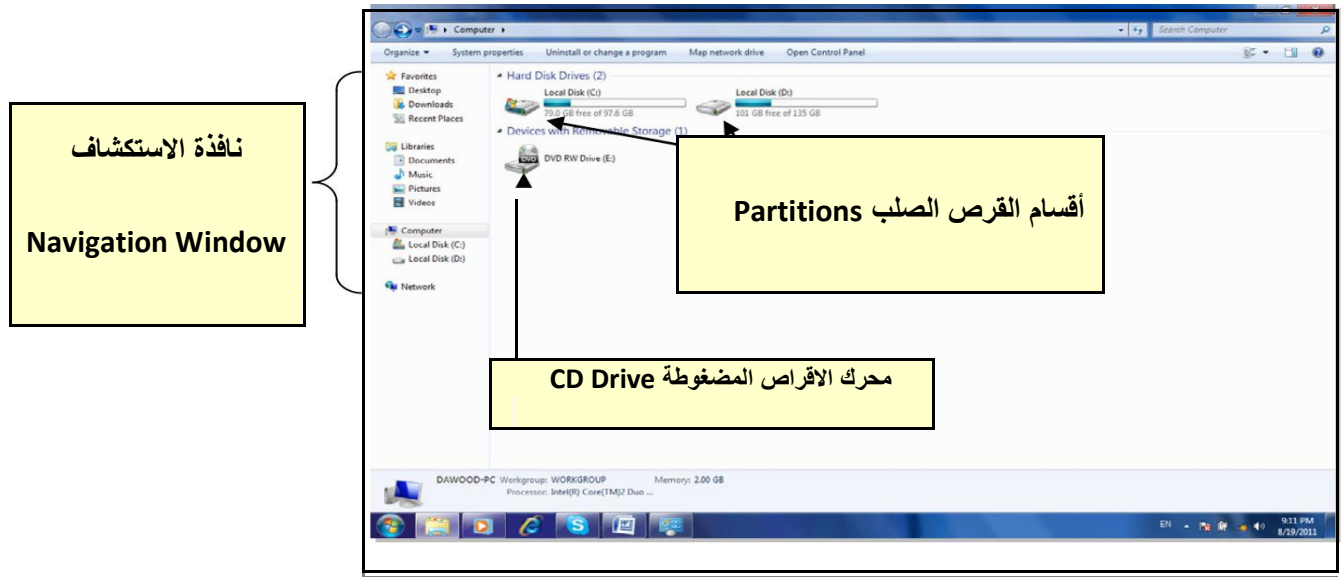 Computer
Search Computer
Organize
System properties
Uninstall or change a program
Map network drive
Open Control Panel
Favorites
Desktop
Downloads
Recent Places
Libraries
Documents
Music
Pictures
Videos
Computer
Local Disk (C:)
Local Disk (D:)
Network
Hard Disk Drives (2)
Local Disk (C:)
79.0 GB free of 97.6 GB
Local Disk (D:)
101 GB free of 135 GB
Devices with Removable Storage (1)
DVD RW Drive (E:)
نافذة الاستكشاف
Navigation Window
أقسام القرص الصلب Partitions
محرك الاقراص المضغوطة CD Drive
DAWOOD-PC Workgroup: WORKGROUP Memory: 2.00 GB
Processor: Intel(R) Core(TM)2 Duo ...
EN
9:11 PM
8/19/2011